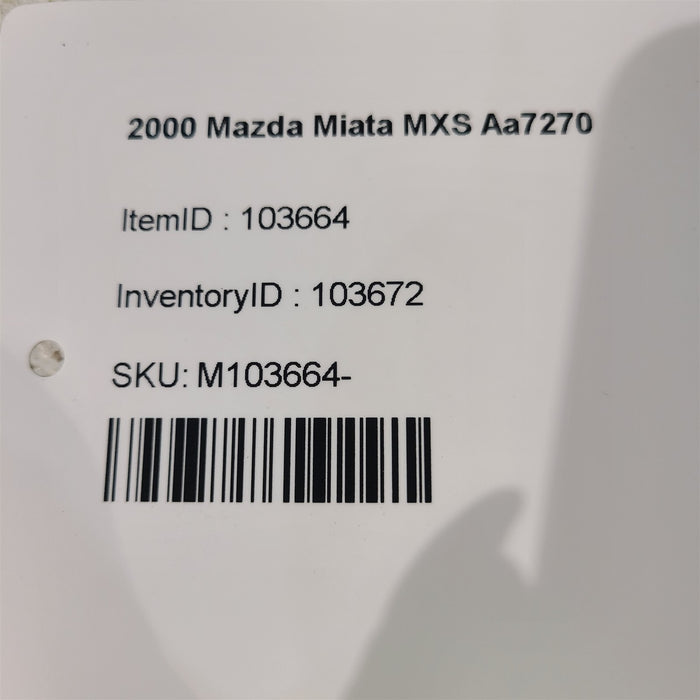 2000 Mazda Miata MXS Aa7270
ItemID : 103664
InventoryID : 103672
SKU: M103664-